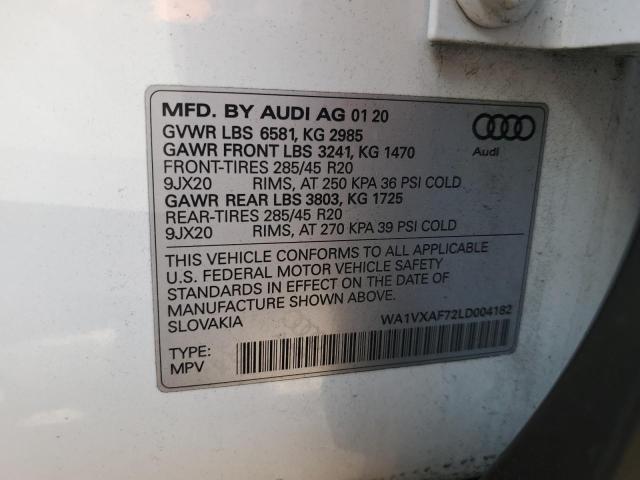 MFD. BY AUDI AG 01 20
GVWR LBS 6581, KG 2985
GAWR FRONT LBS 3241, KG 1470
FRONT-TIRES 285/45 R20
9JX20 RIMS, AT 250 KPA 36 PSI COLD
GAWR REAR LBS 3803, KG 1725
REAR-TIRES 285/45 R20
9JX20 RIMS, AT 270 KPA 39 PSI COLD
Audi
THIS VEHICLE CONFORMS TO ALL APPLICABLE
U.S. FEDERAL MOTOR VEHICLE SAFETY
STANDARDS IN EFFECT ON THE DATE OF
MANUFACTURE SHOWN ABOVE.
SLOVAKIA
WA1VXAF72LD004182
TYPE:
MPV